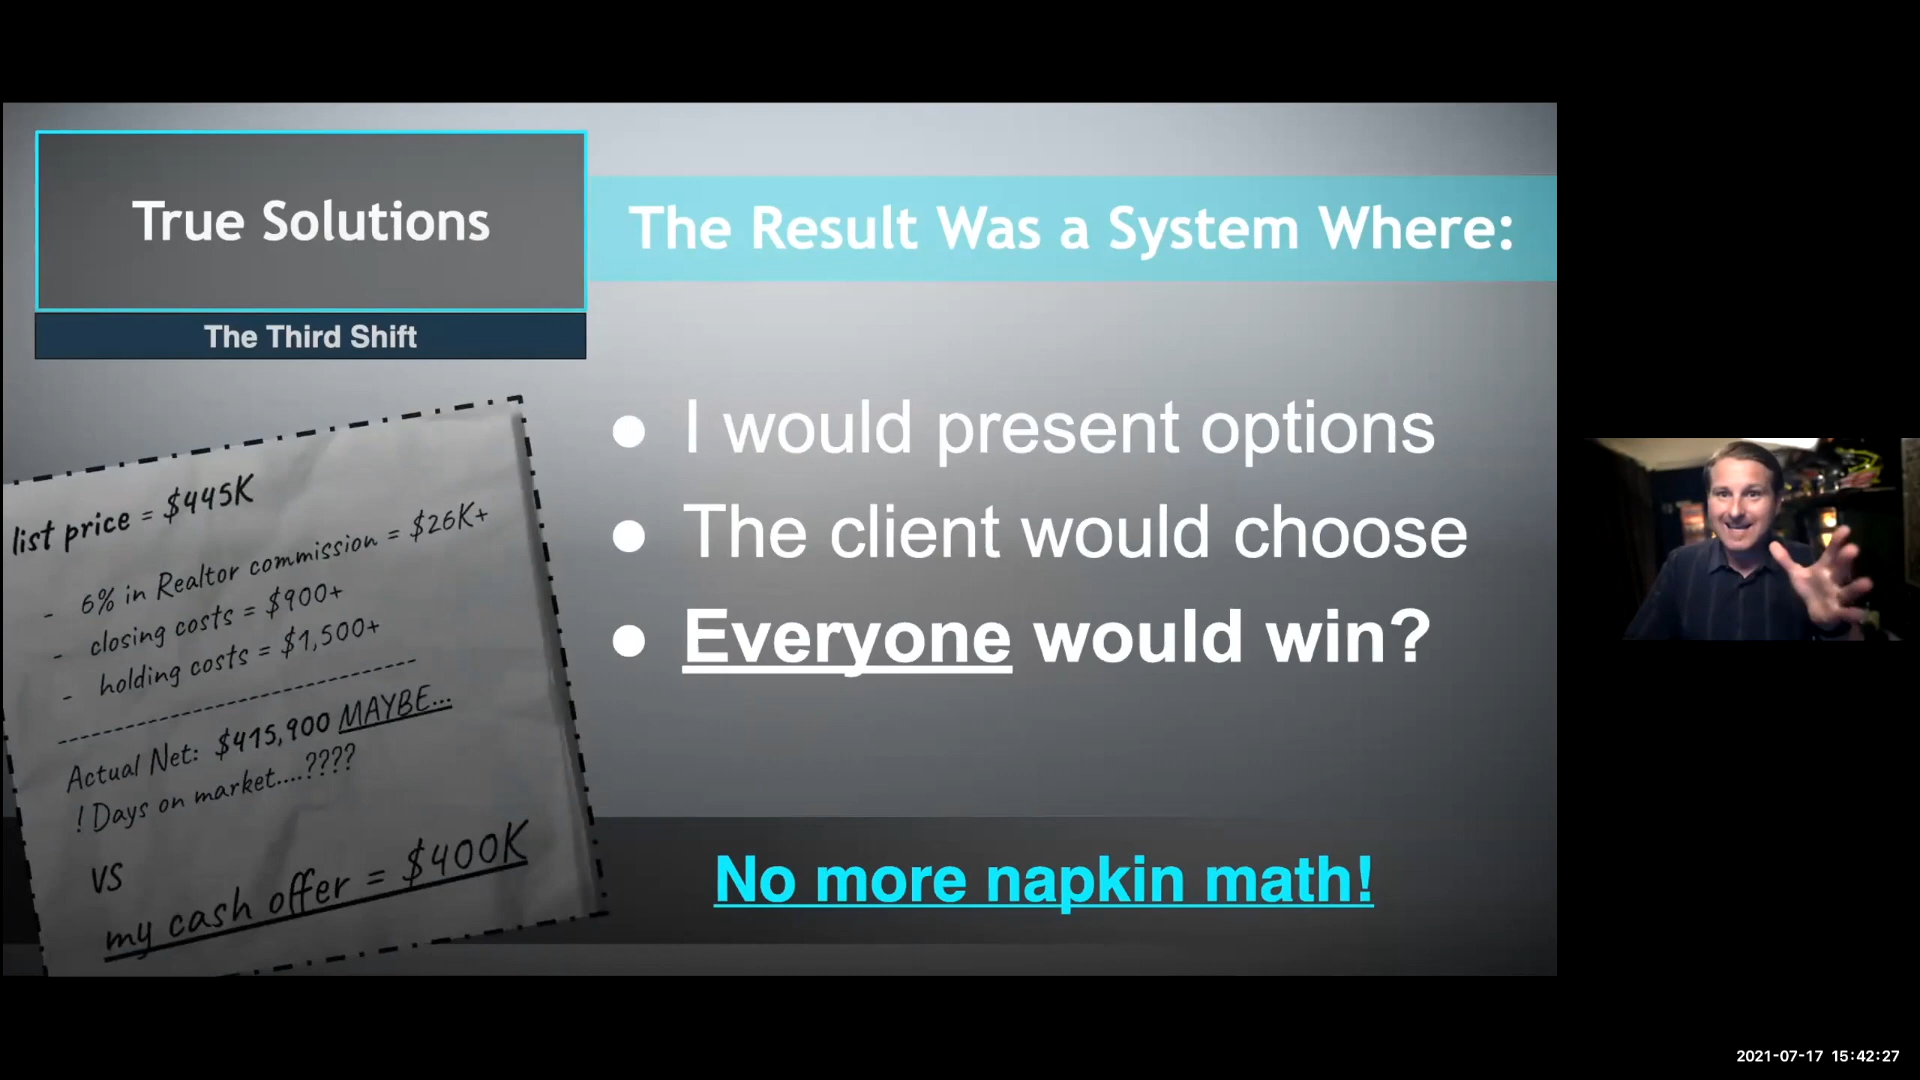 True Solutions
The Third Shift
The Result Was a System Where:
● I would present options
● The client would choose
● Everyone would win?
No more napkin math!
list price = $445K
- 6% in Realtor commission = $26K+
- closing costs = $900+
- holding costs = $1,500+
Actual Net: $415,900 MAYBE...
! Days on market....????
VS
my cash offer = $400K
2021-07-17 15:42:27